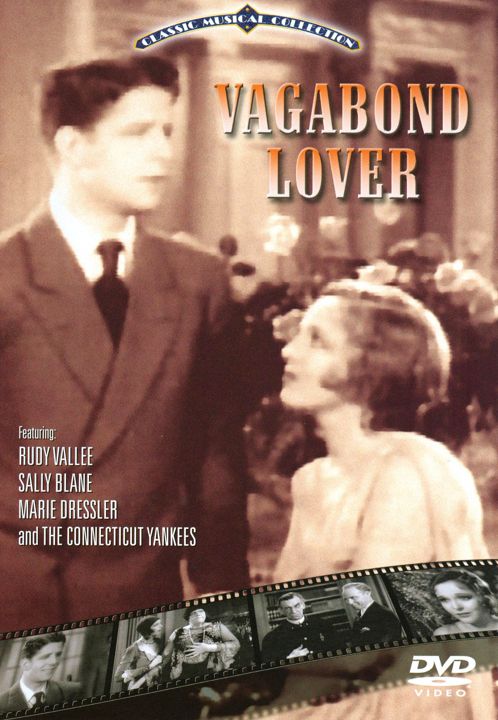 CLASSIC MUSICAL COLLECTION
VAGABOND
LOVER
Featuring:
RUDY VALLEE
SALLY BLANE
MARIE DRESSLER
and THE CONNECTICUT YANKEES
DVD
VIDEO